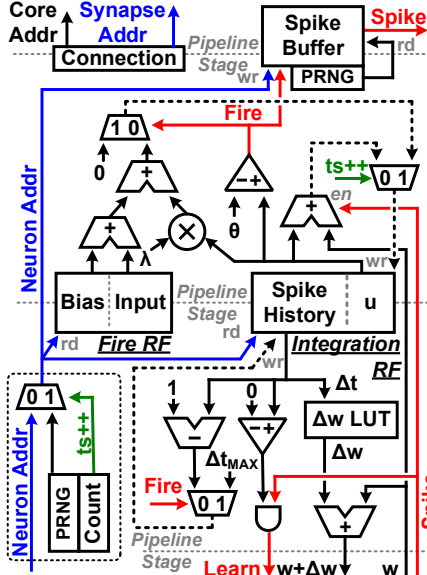 Core Addr
Synapse Addr
Connection
Pipeline Stage
Spike Buffer
PRNG
Spike
rd
wr
Fire
1 0
0
+
+
λ
×
-+
θ
ts++
0 1
en
+
wr
Neuron Addr
Bias
Input
Pipeline Stage
Spike History
u
rd
Fire RF
rd
wr
Integration RF
0 1
ts++
Neuron Addr
PRNG
Count
1
-
0
-+
Δt
Δw LUT
Δw
ΔtMAX
Fire
0 1
Pipeline Stage
Learn
+
w+Δw
w